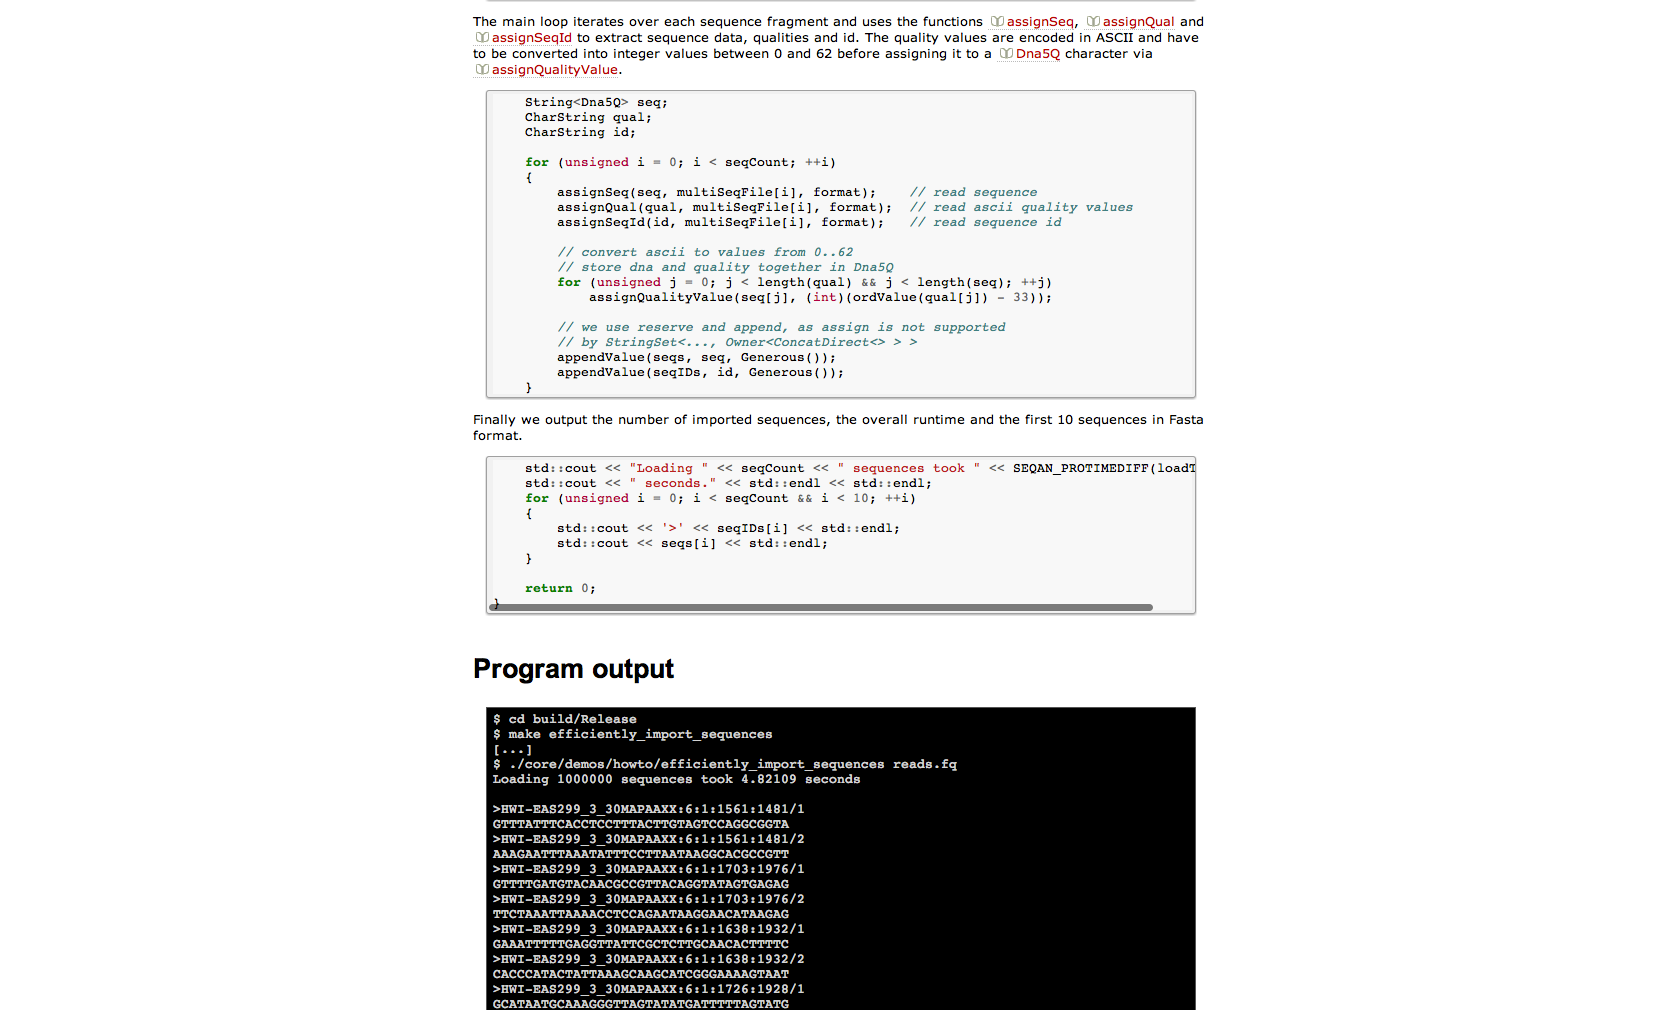 The main loop iterates over each sequence fragment and uses the functions assignSeq, assignQual and
assignSeqId to extract sequence data, qualities and id. The quality values are encoded in ASCII and have
to be converted into integer values between 0 and 62 before assigning it to a Dna5Q character via
assignQualityValue.
String<Dna5Q> seq;
CharString qual;
CharString id;
for (unsigned i = 0; i < seqCount; ++i)
{
assignSeq(seq, multiSeqFile[i], format); // read sequence
assignQual(qual, multiSeqFile[i], format); // read ascii quality values
assignSeqId(id, multiSeqFile[i], format); // read sequence id
// convert ascii to values from 0..62
// store dna and quality together in Dna5Q
for (unsigned j = 0; j < length(qual) && j < length(seq); ++j)
assignQualityValue(seq[j], (int)(ordValue(qual[j]) - 33));
// we use reserve and append, as assign is not supported
// by StringSet<..., Owner<ConcatDirect<> > >
appendValue(seqs, seq, Generous());
appendValue(seqIDs, id, Generous());
}
Finally we output the number of imported sequences, the overall runtime and the first 10 sequences in Fasta
format.
std::cout << "Loading " << seqCount << " sequences took " << SEQAN_PROTIMEDIFF(loadT
std::cout << " seconds." << std::endl << std::endl;
for (unsigned i = 0; i < seqCount && i < 10; ++i)
{
std::cout << '>' << seqIDs[i] << std::endl;
std::cout << seqs[i] << std::endl;
}
return 0;
}
Program output
$ cd build/Release
$ make efficiently_import_sequences
[...]
$ ./core/demos/howto/efficiently_import_sequences reads.fq
Loading 1000000 sequences took 4.82109 seconds
>HWI-EAS299_3_30MAPAAXX:6:1:1561:1481/1
GTTTATTTCACCTCCTTTACTTGTAGTCCAGGCGGTA
>HWI-EAS299_3_30MAPAAXX:6:1:1561:1481/2
AAAGAATTTAAATATTTCCTTAATAAGGCACGCCGTT
>HWI-EAS299_3_30MAPAAXX:6:1:1703:1976/1
GTTTTGATGTACAACGCCGTTACAGGTATAGTGAGAG
>HWI-EAS299_3_30MAPAAXX:6:1:1703:1976/2
TTCTAAATTAAAACCTCCAGAATAAGGAACATAAGAG
>HWI-EAS299_3_30MAPAAXX:6:1:1638:1932/1
GAAATTTTTGAGGTTATTCGCTCTTGCAACACTTTTC
>HWI-EAS299_3_30MAPAAXX:6:1:1638:1932/2
CACCCATACTATTAAAGCAAGCATCGGGAAAAGTAAT
>HWI-EAS299_3_30MAPAAXX:6:1:1726:1928/1
GCATAATGCAAAGGGTTAGTATATGATTTTTAGTATG